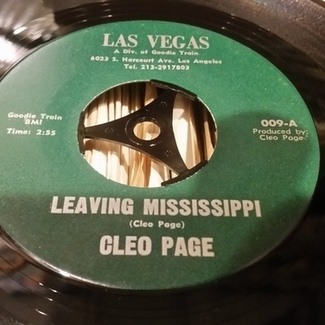 LAS VEGAS
A Div. of Goodie Train
6023 S. Harcourt Ave. Los Angeles
Tel. 213-2917803
Goodie Train
BMI
Time: 2:55
009-A
Produced by:
Cleo Page
LEAVING MISSISSIPPI
(Cleo Page)
CLEO PAGE